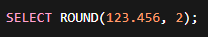 SELECT ROUND(123.456, 2);